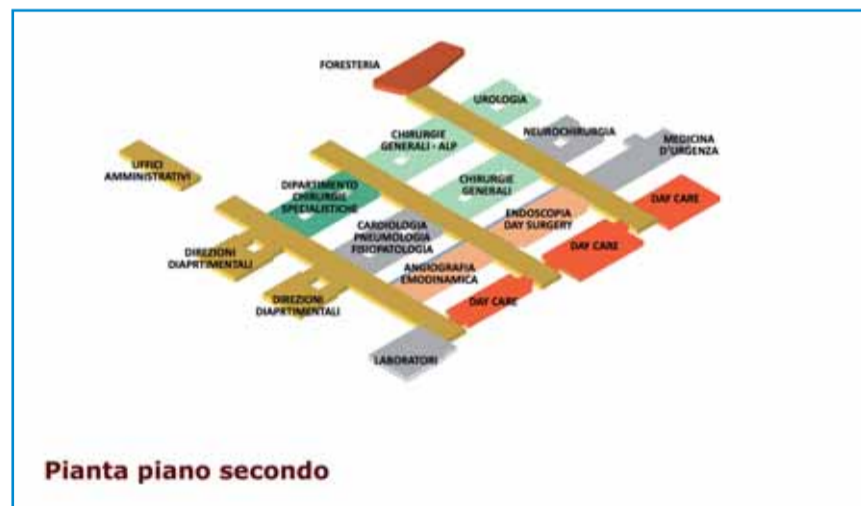 FORESTERIA
UROLOGIA
CHIRURGIE
GENERALI - ALP
NEUROCHIRURGIA
MEDICINA
D'URGENZA
UFFICI
AMMINISTRATIVI
DIPARTIMENTO
CHIRURGIE
SPECIALISTICHE
CHIRURGIE
GENERALI
DAY CARE
ENDOSCOPIA
DAY SURGERY
CARDIOLOGIA
PNEUMOLOGIA
FISIOPATOLOGIA
DAY CARE
DIREZIONI
DIAPRTIMENTALI
ANGIOGRAFIA
EMODINAMICA
DIREZIONI
DIAPRTIMENTALI
DAY CARE
LABORATORI
Pianta piano secondo